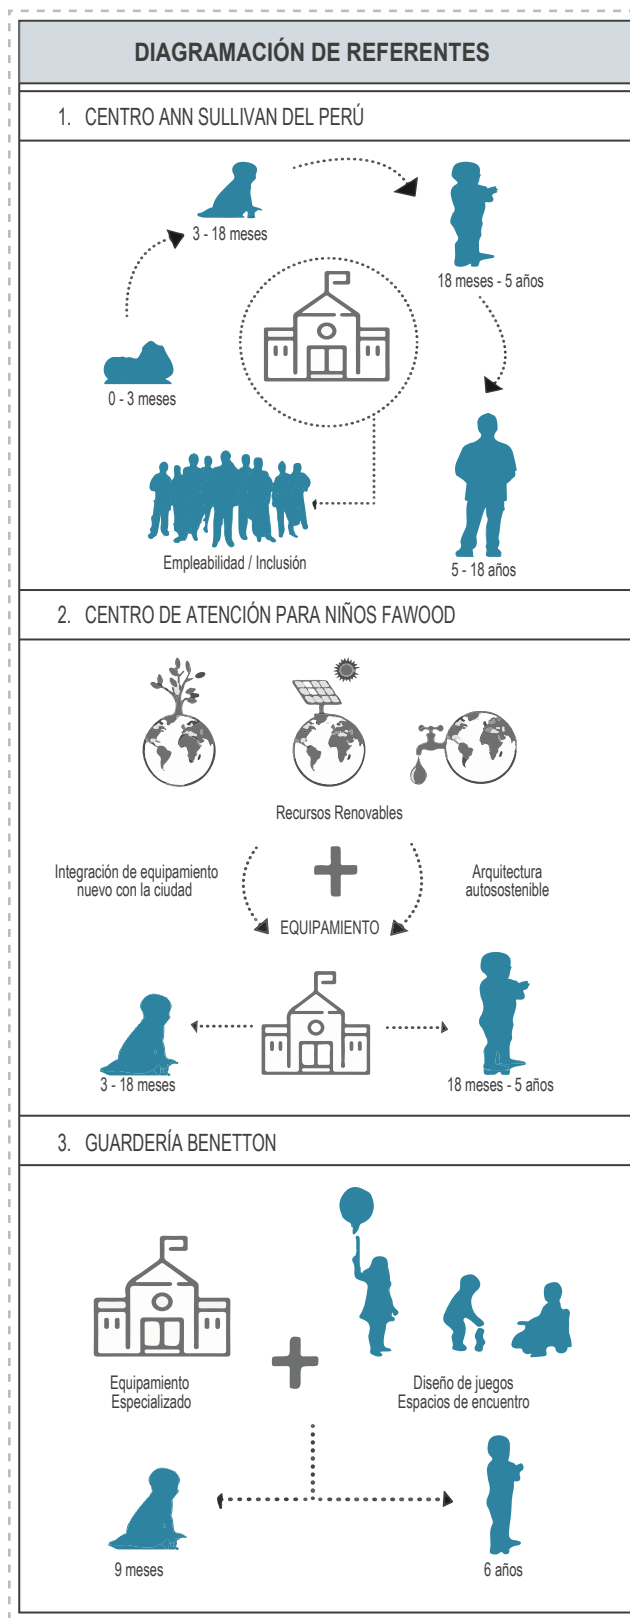 DIAGRAMACIÓN DE REFERENTES
1. CENTRO ANN SULLIVAN DEL PERÚ
3 - 18 meses
18 meses - 5 años
0 - 3 meses
Empleabilidad / Inclusión
5 - 18 años
2. CENTRO DE ATENCIÓN PARA NIÑOS FAWOOD
Recursos Renovables
Integración de equipamiento
nuevo con la ciudad
Arquitectura
autosostenible
EQUIPAMIENTO
3 - 18 meses
18 meses - 5 años
3. GUARDERÍA BENETTON
Equipamiento
Especializado
Diseño de juegos
Espacios de encuentro
9 meses
6 años